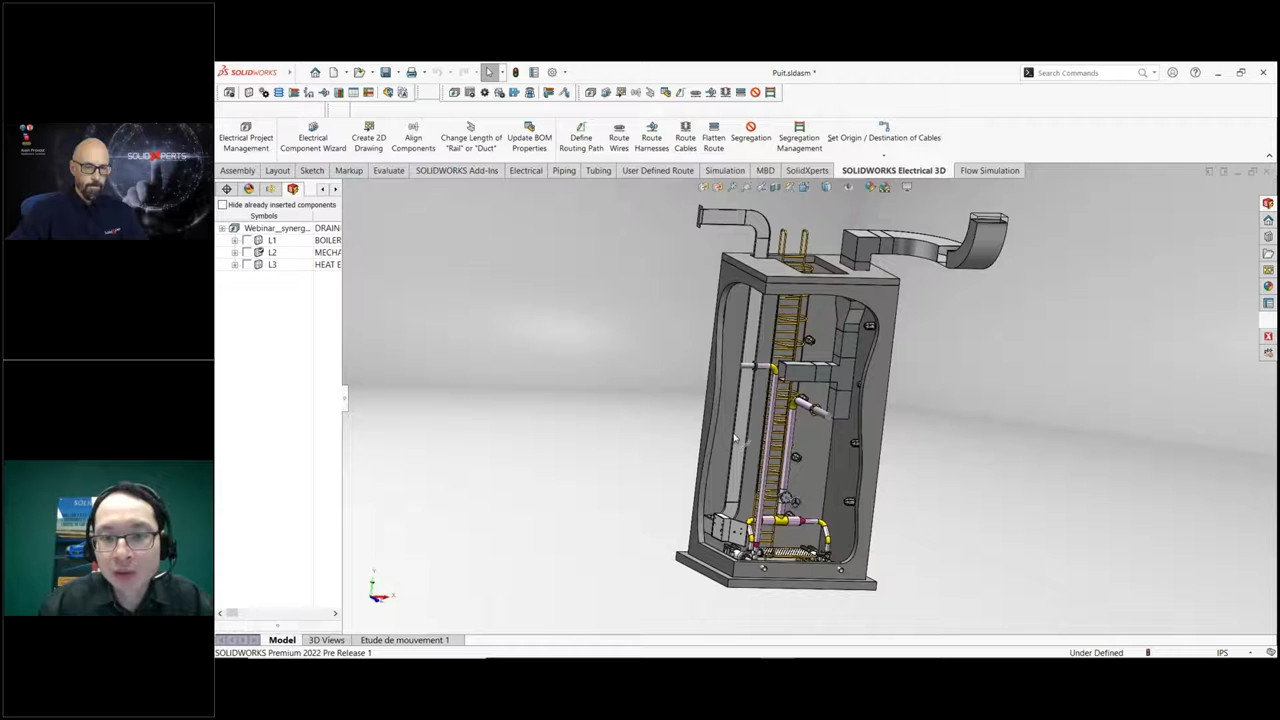 SOLIDWORKS
Puit.sldasm *
Search Commands
Electrical Project Management
Electrical Component Wizard
Create 2D Drawing
Align Components
Change Length of "Rail" or "Duct"
Update BOM Properties
Define Routing Path
Route Wires
Route Harnesses
Route Cables
Flatten Route
Segregation
Segregation Management
Set Origin / Destination of Cables
Assembly
Layout
Sketch
Markup
Evaluate
SOLIDWORKS Add-Ins
Electrical
Piping
Tubing
User Defined Route
Simulation
MBD
SolidXperts
SOLIDWORKS Electrical 3D
Flow Simulation
Hide already inserted components
Symbols
Webinar__synerg... DRAIN
L1 BOILER
L2 MECHA
L3 HEAT E
SOLIDXPERTS
Y
X
Model
3D Views
Etude de mouvement 1
SOLIDWORKS Premium 2022 Pre Release 1
Under Defined
IPS